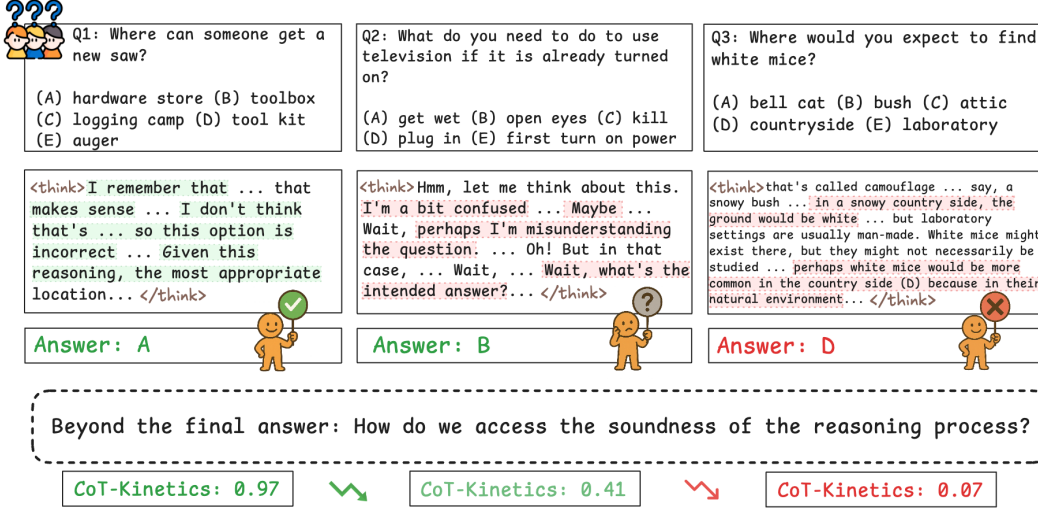 ? ? ?
Q1: Where can someone get a
new saw?
(A) hardware store (B) toolbox
(C) logging camp (D) tool kit
(E) auger
Q2: What do you need to do to use
television if it is already turned
on?
(A) get wet (B) open eyes (C) kill
(D) plug in (E) first turn on power
Q3: Where would you expect to find
white mice?
(A) bell cat (B) bush (C) attic
(D) countryside (E) laboratory
<think>I remember that ... that
makes sense ... I don't think
that's ... so this option is
incorrect ... Given this
reasoning, the most appropriate
location... </think>
<think>Hmm, let me think about this.
I'm a bit confused ... Maybe ...
Wait, perhaps I'm misunderstanding
the question. ... Oh! But in that
case, ... Wait, ... Wait, what's the
intended answer?... </think>
?
<think>that's called camouflage ... say, a
snowy bush ... in a snowy country side, the
ground would be white ... but laboratory
settings are usually man-made. White mice might
exist there, but they might not necessarily be
studied ... perhaps white mice would be more
common in the country side (D) because in their
natural environment... </think>
Answer: A
Answer: B
Answer: D
Beyond the final answer: How do we access the soundness of the reasoning process?
CoT-Kinetics: 0.97
CoT-Kinetics: 0.41
CoT-Kinetics: 0.07